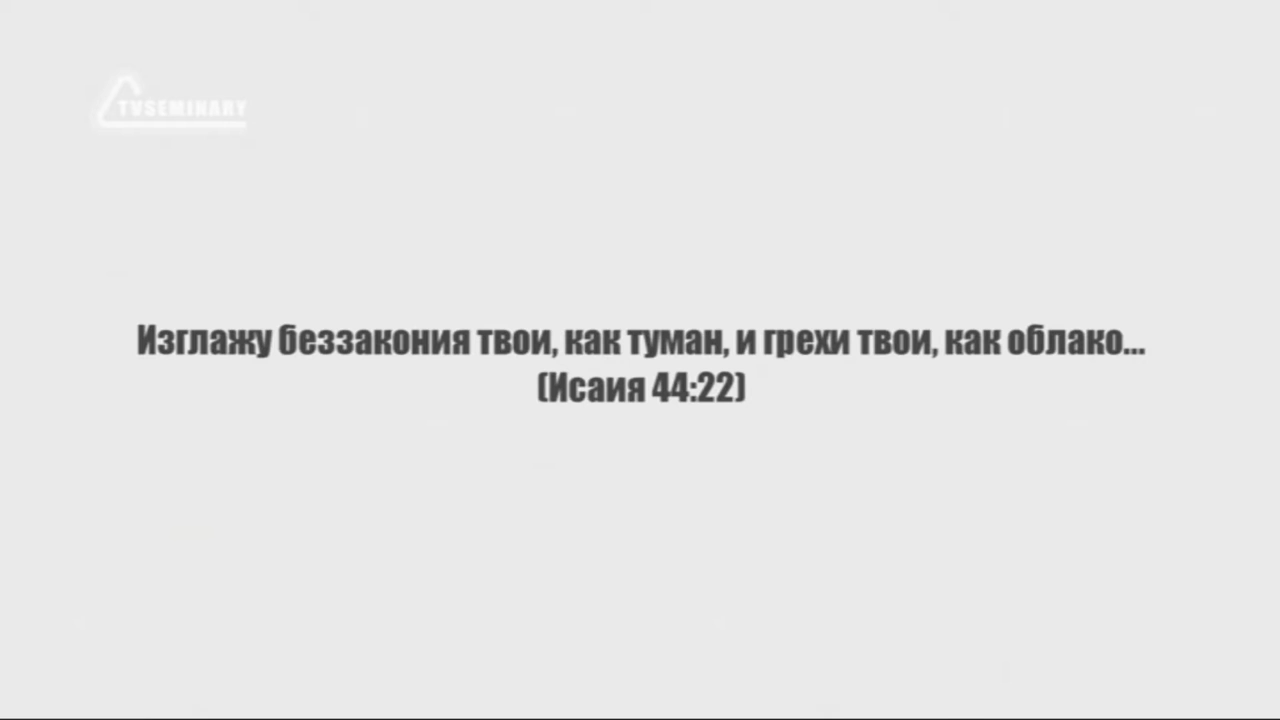 TVSEMINARY
Изглажу беззакония твои, как туман, и грехи твои, как облако...
(Исаия 44:22)